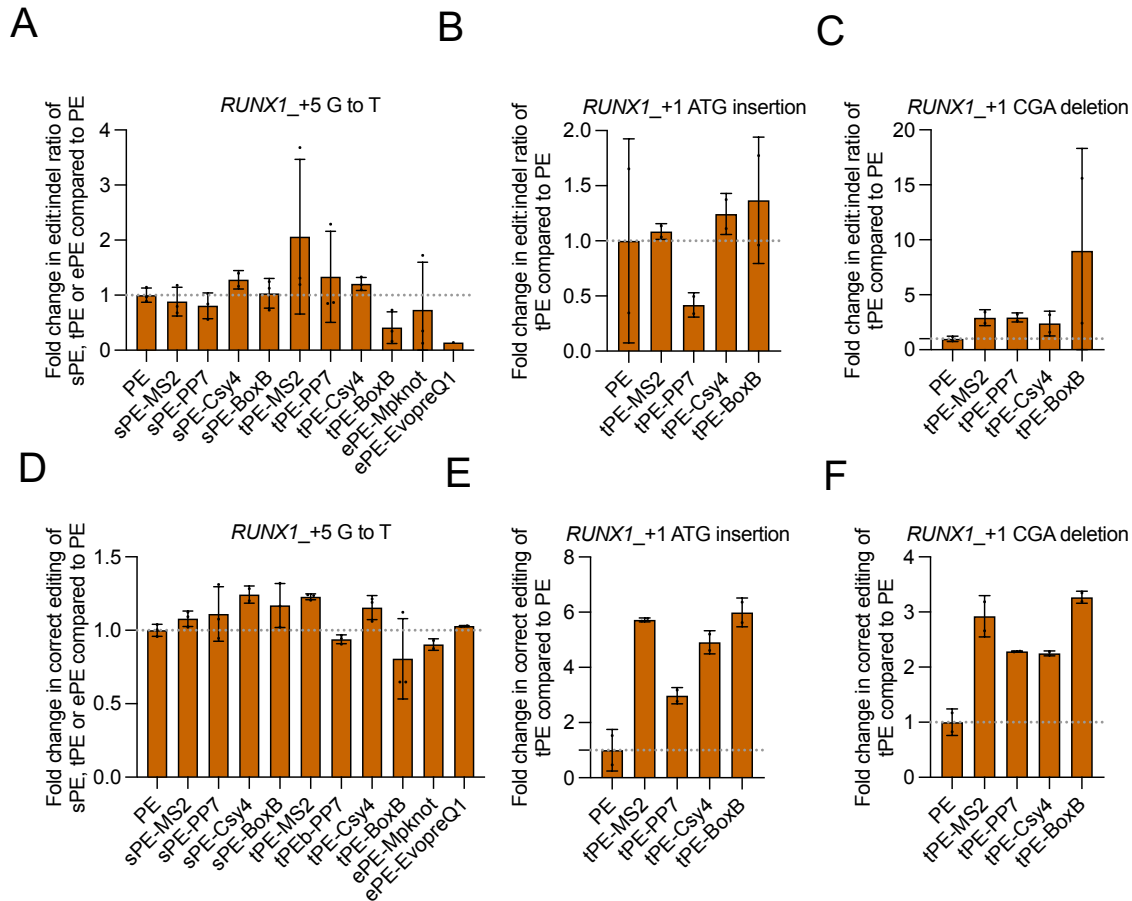 A
RUNX1_+5 G to T
Fold change in edit:indel ratio of
sPE, tPE or ePE compared to PE
4
3
2
1
0
PE
sPE-MS2
sPE-PP7
sPE-Csy4
sPE-BoxB
tPE-MS2
tPE-PP7
tPE-Csy4
tPE-BoxB
ePE-Mpknot
ePE-EvopreQ1
B
RUNX1_+1 ATG insertion
Fold change in edit:indel ratio of
tPE compared to PE
2.0
1.5
1.0
0.5
0.0
PE
tPE-MS2
tPE-PP7
tPE-Csy4
tPE-BoxB
C
RUNX1_+1 CGA deletion
Fold change in edit:indel ratio of
tPE compared to PE
20
15
10
5
0
PE
tPE-MS2
tPE-PP7
tPE-Csy4
tPE-BoxB
D
RUNX1_+5 G to T
Fold change in correct editing of
sPE, tPE or ePE compared to PE
1.5
1.0
0.5
0.0
PE
sPE-MS2
sPE-PP7
sPE-Csy4
sPE-BoxB
tPE-MS2
tPEb-PP7
tPE-Csy4
tPE-BoxB
ePE-Mpknot
ePE-EvopreQ1
E
RUNX1_+1 ATG insertion
Fold change in correct editing of
tPE compared to PE
8
6
4
2
0
PE
tPE-MS2
tPE-PP7
tPE-Csy4
tPE-BoxB
F
RUNX1_+1 CGA deletion
Fold change in correct editing of
tPE compared to PE
4
3
2
1
0
PE
tPE-MS2
tPE-PP7
tPE-Csy4
tPE-BoxB